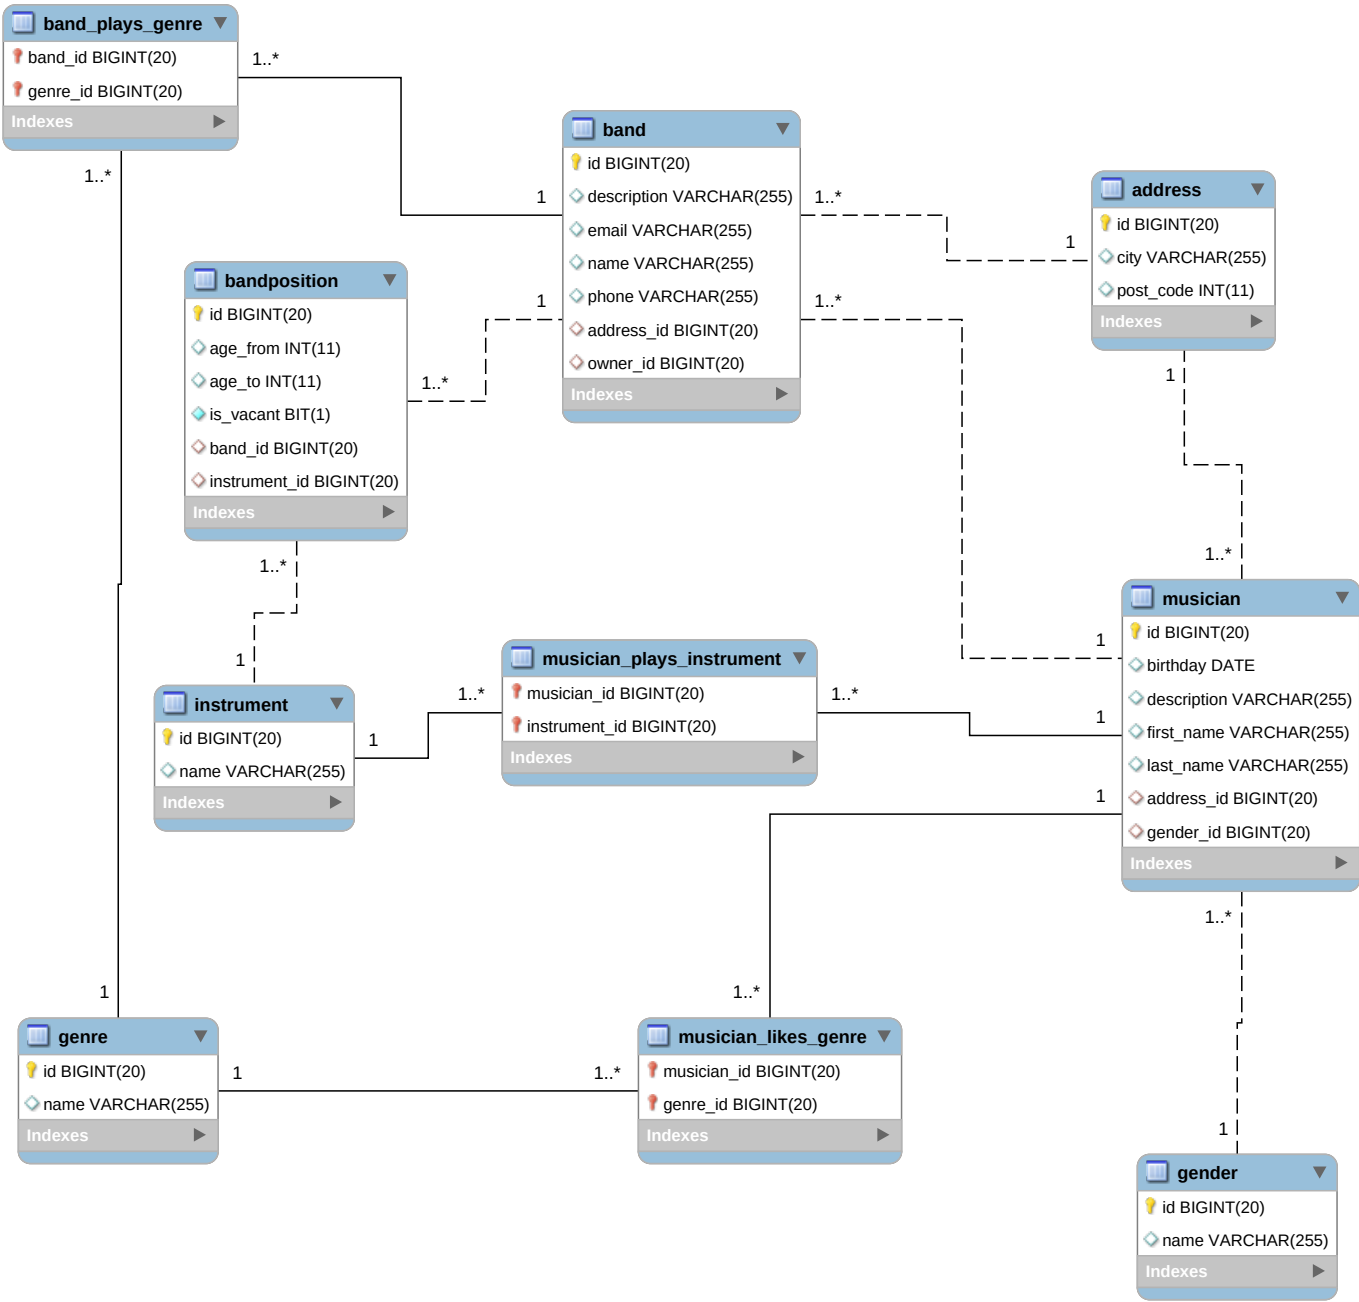 band_plays_genre
band_id BIGINT(20)
genre_id BIGINT(20)
Indexes
1..*
1..*
band
id BIGINT(20)
description VARCHAR(255)
email VARCHAR(255)
name VARCHAR(255)
phone VARCHAR(255)
address_id BIGINT(20)
owner_id BIGINT(20)
Indexes
1
1
1..*
1..*
address
id BIGINT(20)
city VARCHAR(255)
post_code INT(11)
Indexes
1
1
bandposition
id BIGINT(20)
age_from INT(11)
age_to INT(11)
is_vacant BIT(1)
band_id BIGINT(20)
instrument_id BIGINT(20)
Indexes
1..*
1..*
musician
id BIGINT(20)
birthday DATE
description VARCHAR(255)
first_name VARCHAR(255)
last_name VARCHAR(255)
address_id BIGINT(20)
gender_id BIGINT(20)
Indexes
1..*
1
1
1
1..*
musician_plays_instrument
musician_id BIGINT(20)
instrument_id BIGINT(20)
Indexes
1..*
1..*
instrument
id BIGINT(20)
name VARCHAR(255)
Indexes
1
1
genre
id BIGINT(20)
name VARCHAR(255)
Indexes
1
1
musician_likes_genre
musician_id BIGINT(20)
genre_id BIGINT(20)
Indexes
1..*
1..*
gender
id BIGINT(20)
name VARCHAR(255)
Indexes
1